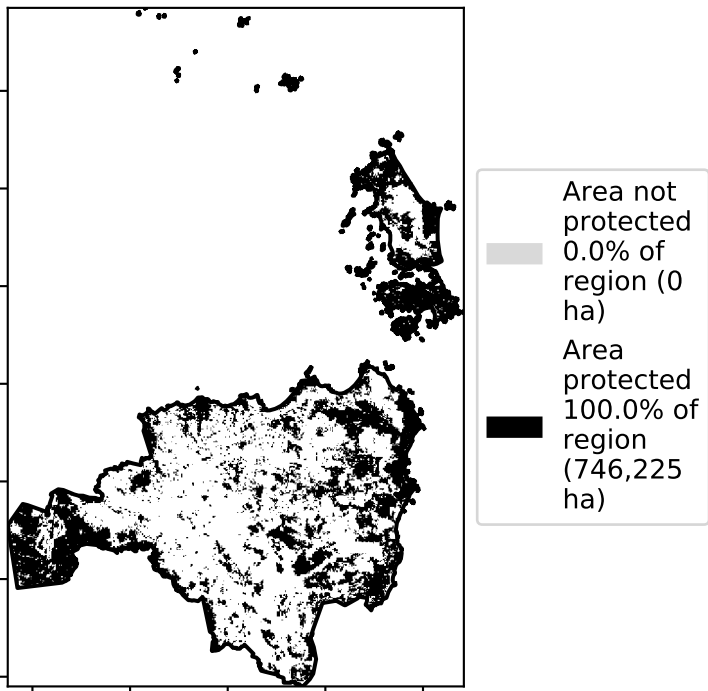 Area not
protected
0.0% of
region (0
ha)
Area
protected
100.0% of
region
(746,225
ha)